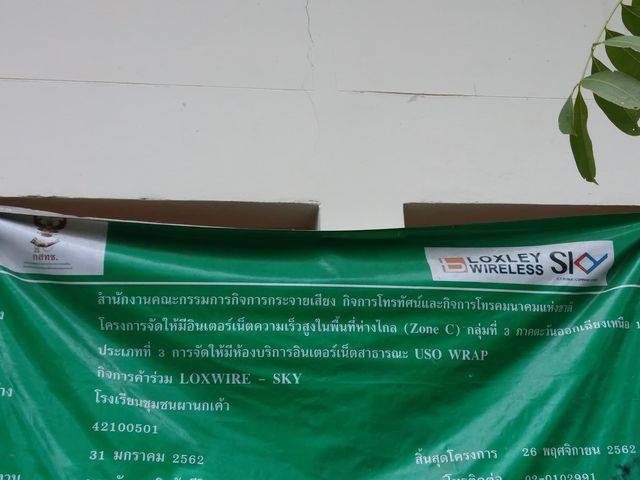 กสทช.
LOXLEY WIRELESS SKY
สำนักงานคณะกรรมการกิจการกระจายเสียง กิจการโทรทัศน์และกิจการโทรคมนาคมแห่งชาติ
โครงการจัดให้มีอินเตอร์เน็ตความเร็วสูงในพื้นที่ห่างไกล (Zone C) กลุ่มที่ 3 ภาคตะวันออกเฉียงเหนือ
ประเภทที่ 3 การจัดให้มีห้องบริการอินเตอร์เน็ตสาธารณะ USO WRAP
กิจการค้าร่วม LOXWIRE - SKY
โรงเรียนชุมชนผานกเค้า
42100501
31 มกราคม 2562 สิ้นสุดโครงการ 26 พฤศจิกายน 2562
โทรติดต่อ 02-0102991